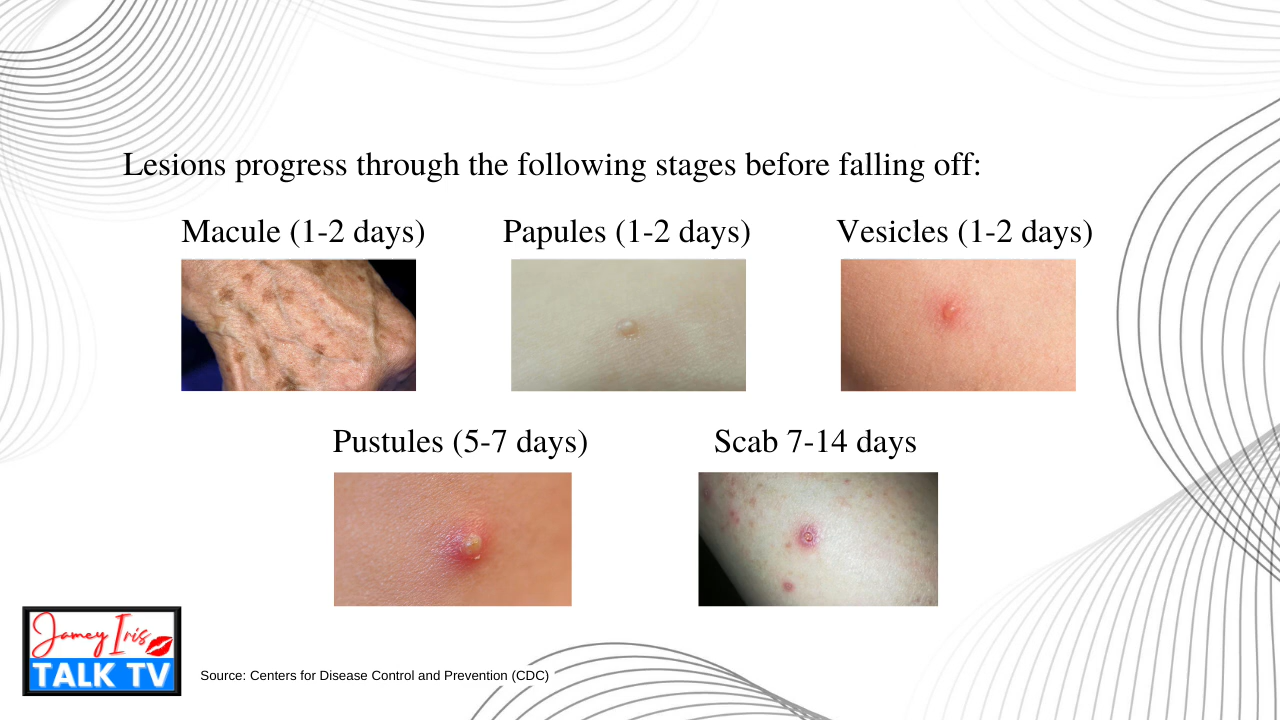 Lesions progress through the following stages before falling off:
Macule (1-2 days)
Papules (1-2 days)
Vesicles (1-2 days)
Pustules (5-7 days)
Scab 7-14 days
Jamey Iris
TALK TV
Source: Centers for Disease Control and Prevention (CDC)